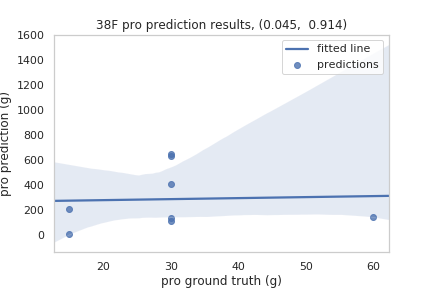 38F pro prediction results, (0.045,  0.914)
1600
1400
1200
1000
800
600
400
200
0
pro prediction (g)
fitted line
predictions
20
30
40
50
60
pro ground truth (g)